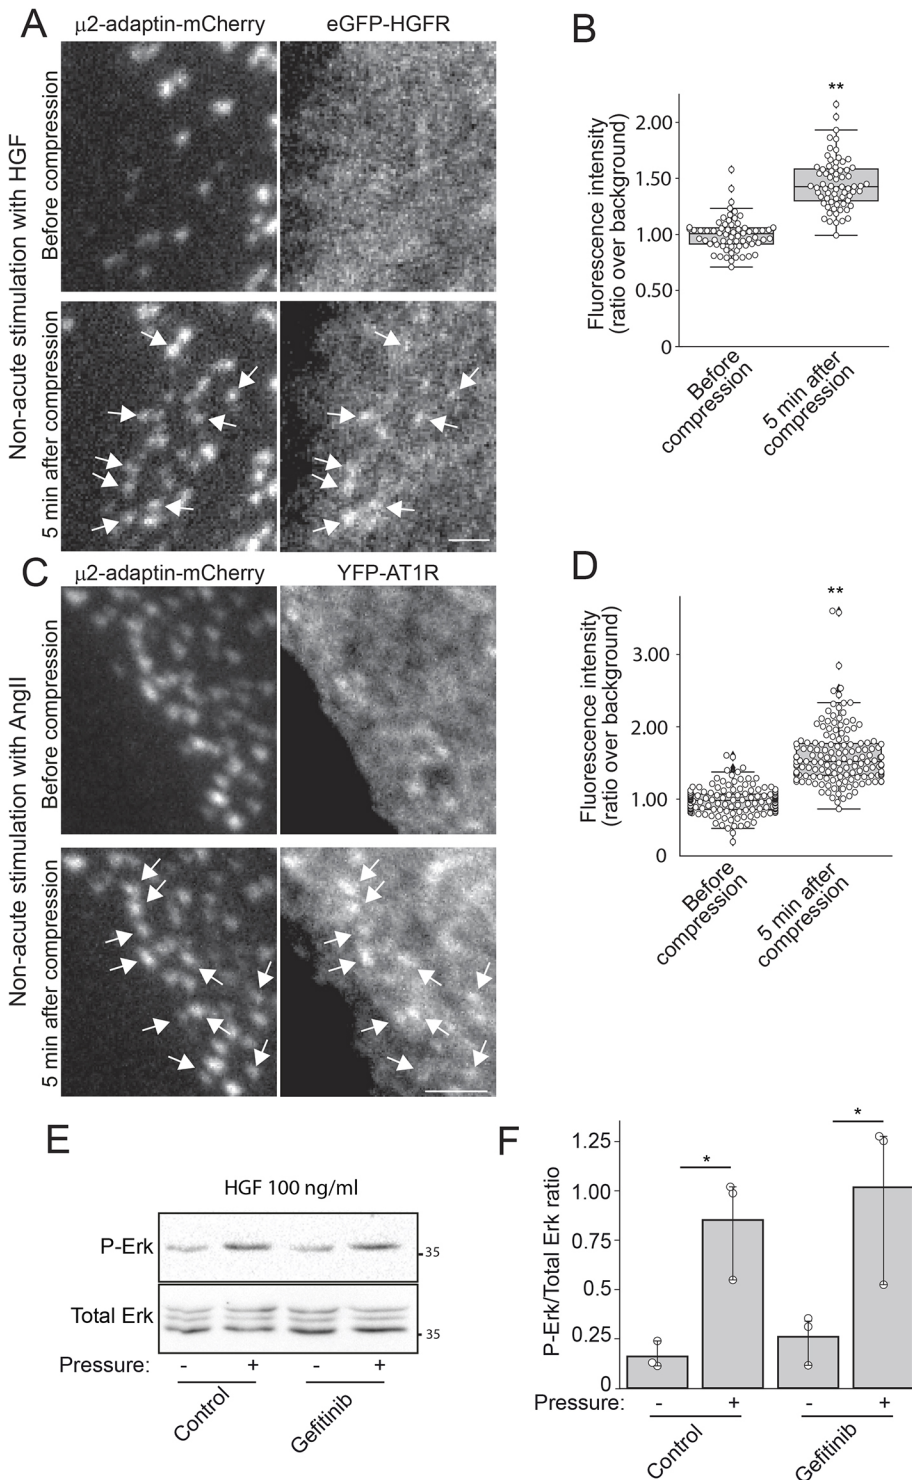 A
μ2-adaptin-mCherry
eGFP-HGFR
Non-acute stimulation with HGF
Before compression
5 min after compression
B
**
Fluorescence intensity
(ratio over background)
2.00
1.50
1.00
0.50
0
Before
compression
5 min after
compression
C
μ2-adaptin-mCherry
YFP-AT1R
Non-acute stimulation with AngII
Before compression
5 min after compression
D
**
Fluorescence intensity
(ratio over background)
3.00
2.00
1.00
0
Before
compression
5 min after
compression
E
HGF 100 ng/ml
P-Erk
35
Total Erk
35
Pressure: - + - +
Control
Gefitinib
F
* *
P-Erk/Total Erk ratio
1.25
1.00
0.75
0.5
0.25
0
Pressure: - + - +
Control
Gefitinib